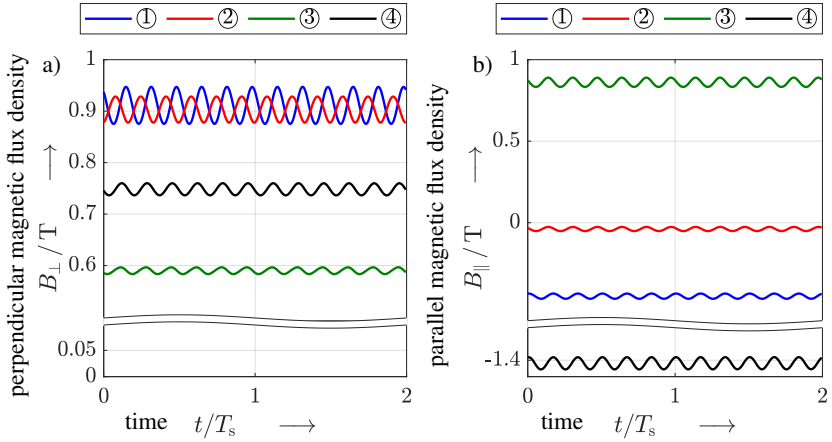 ① ② ③ ④
① ② ③ ④
a)
perpendicular magnetic flux density
B⊥ / T ⟶
1
0.9
0.8
0.7
0.6
0.05
0
0 1 2
time t/Tₛ ⟶
b)
parallel magnetic flux density
B∥ / T ⟶
1
0.5
0
-1.4
0 1 2
time t/Tₛ ⟶